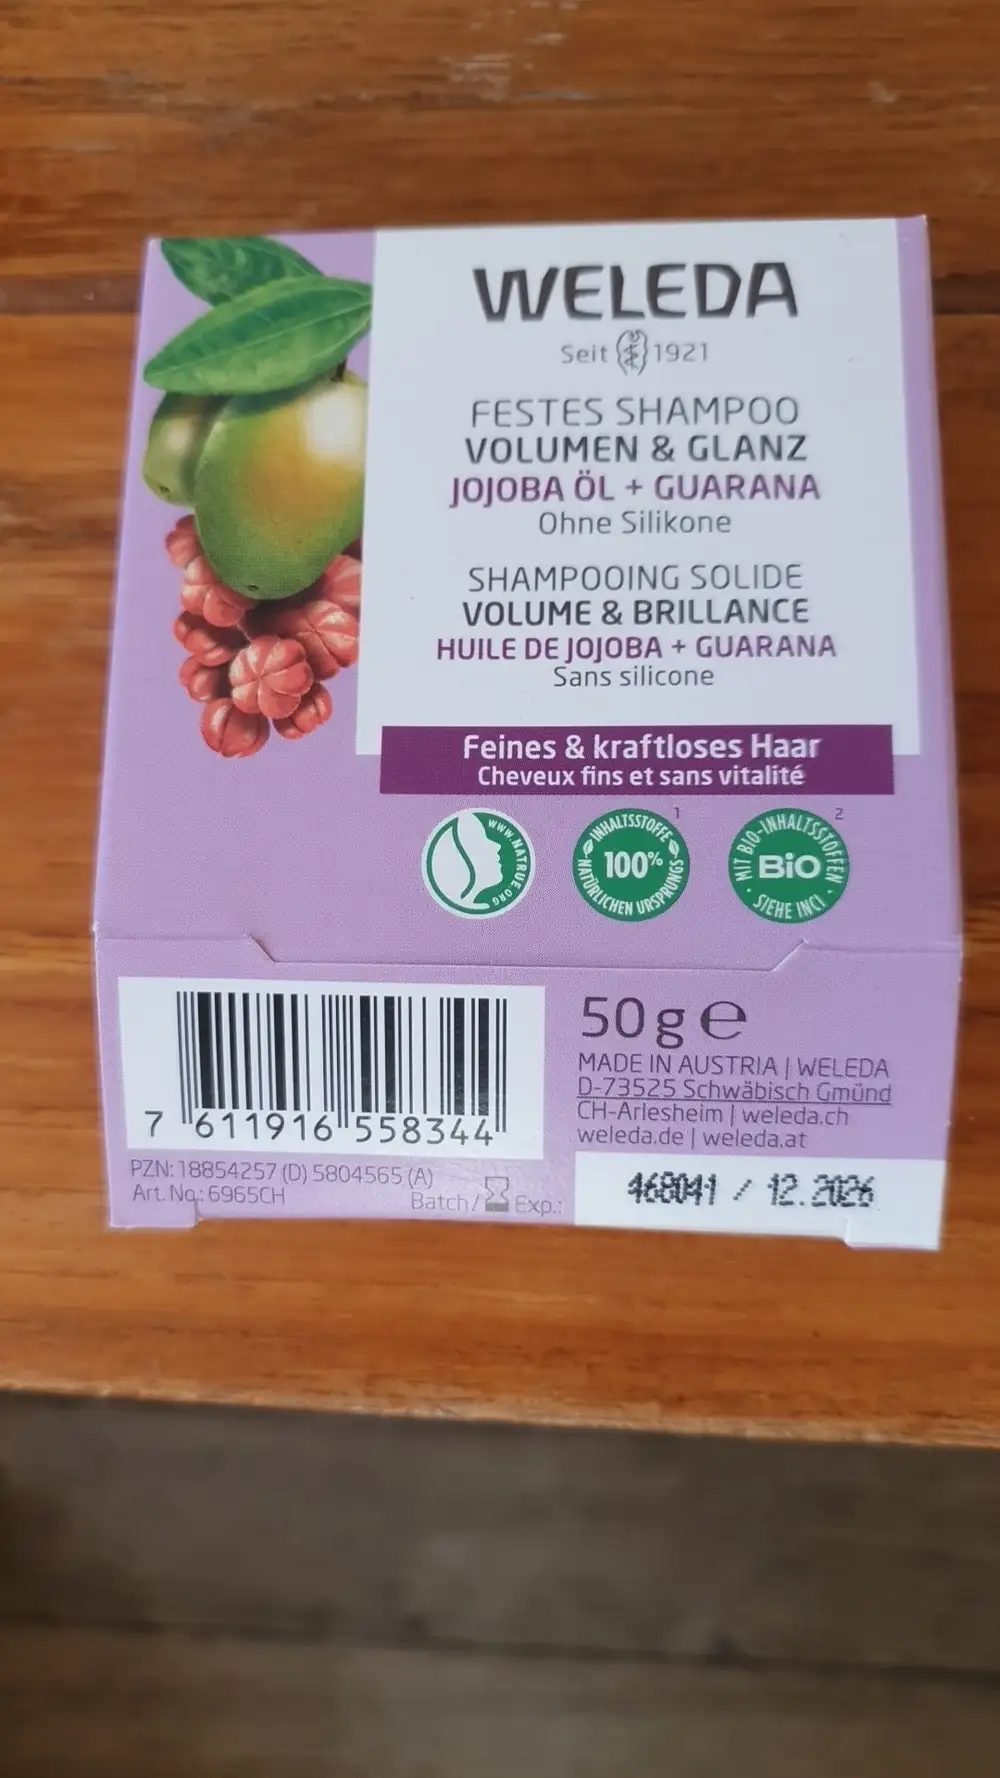 WELEDA
Seit 1921
FESTES SHAMPOO
VOLUMEN & GLANZ
JOJOBA ÖL + GUARANA
Ohne Silikone
SHAMPOOING SOLIDE
VOLUME & BRILLANCE
HUILE DE JOJOBA + GUARANA
Sans silicone
Feines & kraftloses Haar
Cheveux fins et sans vitalité
WWW.NATRUE.ORG
INHALTSSTOFFE 1
100%
NATÜRLICHEN URSPRUNGS
MIT BIO-INHALTSSTOFFEN 2
BIO
SIEHE INCI
7 611916 558344
50 g e
MADE IN AUSTRIA | WELEDA
D-73525 Schwäbisch Gmünd
CH-Arlesheim | weleda.ch
weleda.de | weleda.at
PZN: 18854257 (D) 5804565 (A)
Art. No.: 6965CH
Batch / Exp.:
468041 / 12.2026